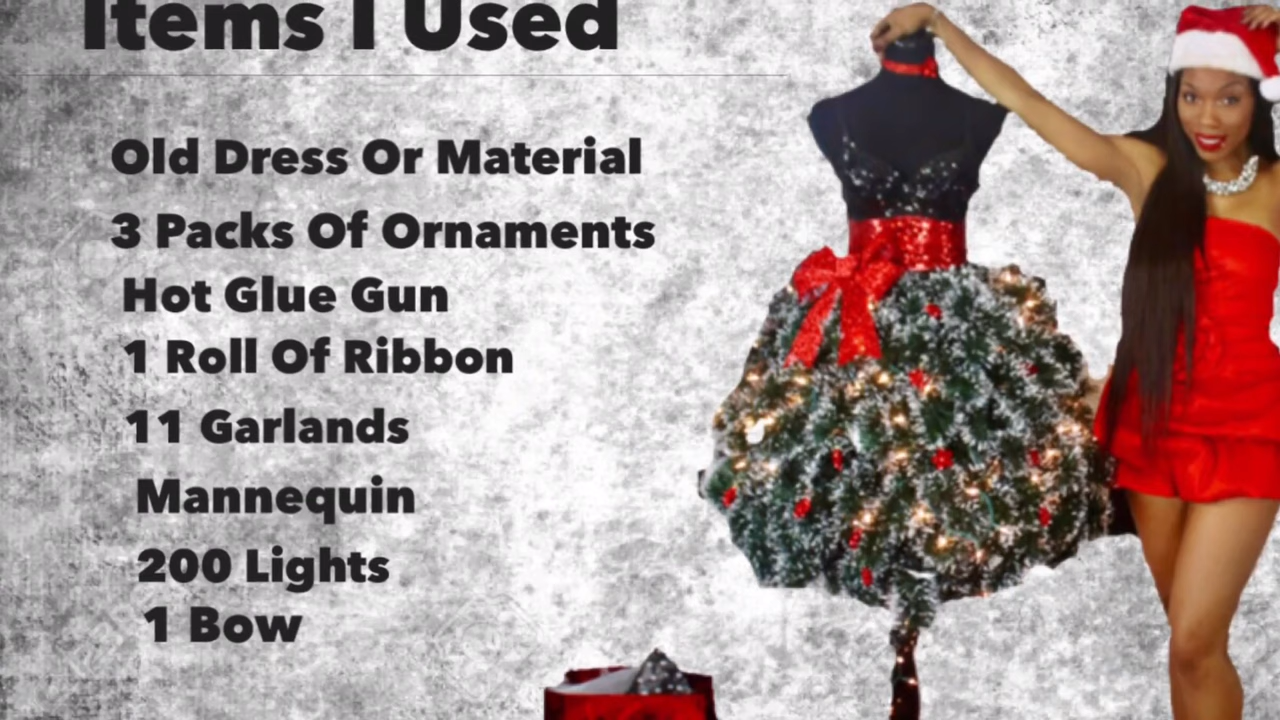 Items I Used
Old Dress Or Material
3 Packs Of Ornaments
Hot Glue Gun
1 Roll Of Ribbon
11 Garlands
Mannequin
200 Lights
1 Bow